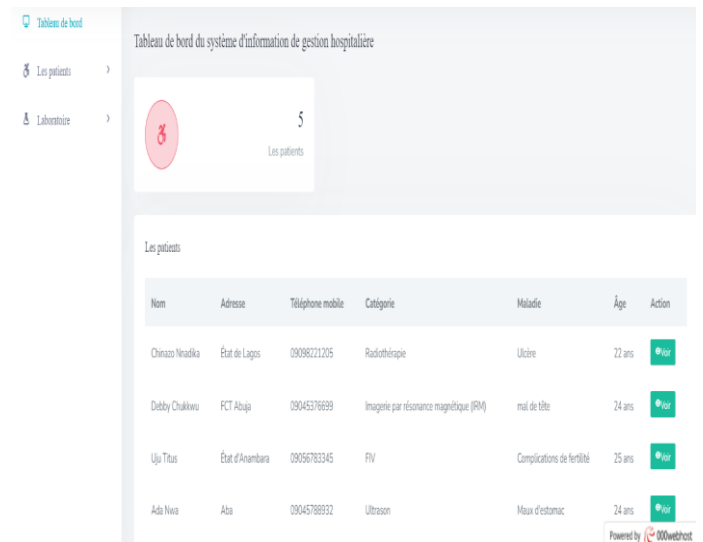 Tableau de bord
Les patients
Laboratoire
Tableau de bord du système d'information de gestion hospitalière
5
Les patients
Les patients
Nom Adresse Téléphone mobile Catégorie Maladie Âge Action
Chinazo Nnadika État de Lagos 09098221205 Radiothérapie Ulcère 22 ans Voir
Debby Chukkwu FCT Abuja 09045376699 Imagerie par résonance magnétique (IRM) mal de tête 24 ans Voir
Uju Titus État d'Anambara 09056783345 FIV Complications de fertilité 25 ans Voir
Ada Nwa Aba 09045788932 Ultrason Maux d'estomac 24 ans Voir
Powered by 000webhost